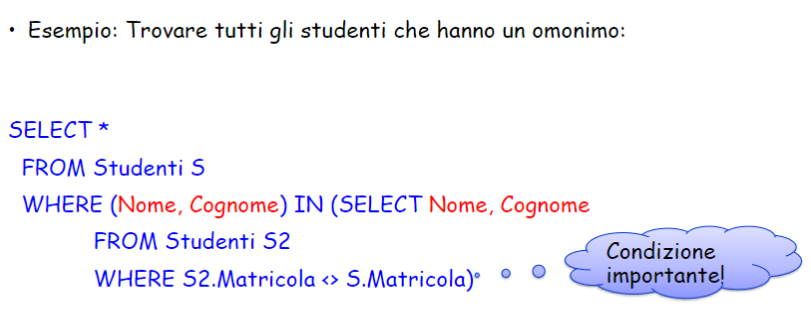 • Esempio: Trovare tutti gli studenti che hanno un omonimo:
SELECT *
FROM Studenti S
WHERE (Nome, Cognome) IN (SELECT Nome, Cognome
FROM Studenti S2
WHERE S2.Matricola <> S.Matricola)
Condizione
importante!